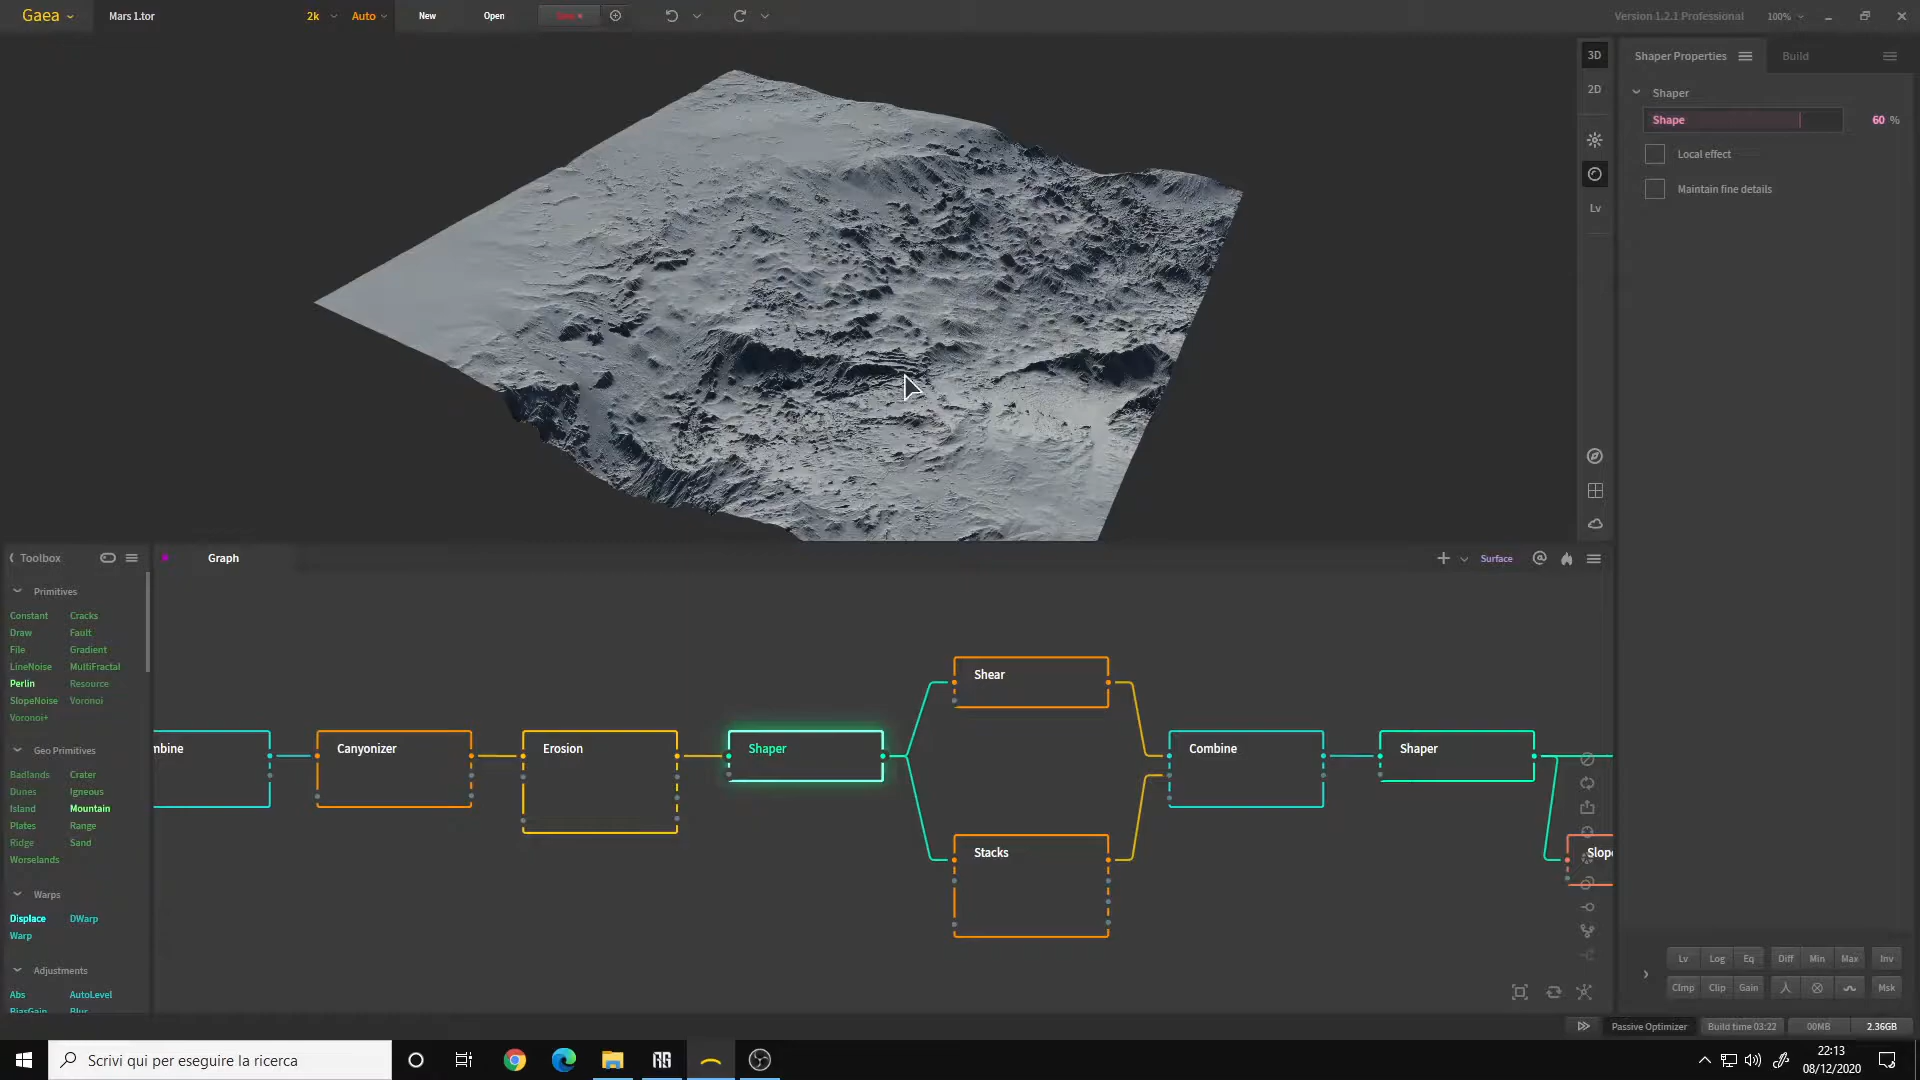 Gaea
Mars 1.tor
2k
Auto
New
Open
Version 1.2.1 Professional
100%
3D
2D
Lv
Shaper Properties
Build
Shaper
Shape
60 %
Local effect
Maintain fine details
Toolbox
Graph
Surface
Primitives
Constant Cracks
Draw Fault
File Gradient
LineNoise MultiFractal
Perlin Resource
SlopeNoise Voronoi
Voronoi+
Geo Primitives
Badlands Crater
Dunes Igneous
Island Mountain
Plates Range
Ridge Sand
Worselands
Warps
Displace DWarp
Warp
Adjustments
Abs AutoLevel
BiasGain Blur
mbine
Canyonizer
Erosion
Shaper
Shear
Stacks
Combine
Shaper
Slope
Lv Log Eq Diff Min Max Inv
Clmp Clip Gain Msk
Passive Optimizer
Build time 03:22
00MB
2.36GB
Scrivi qui per eseguire la ricerca
22:13
08/12/2020